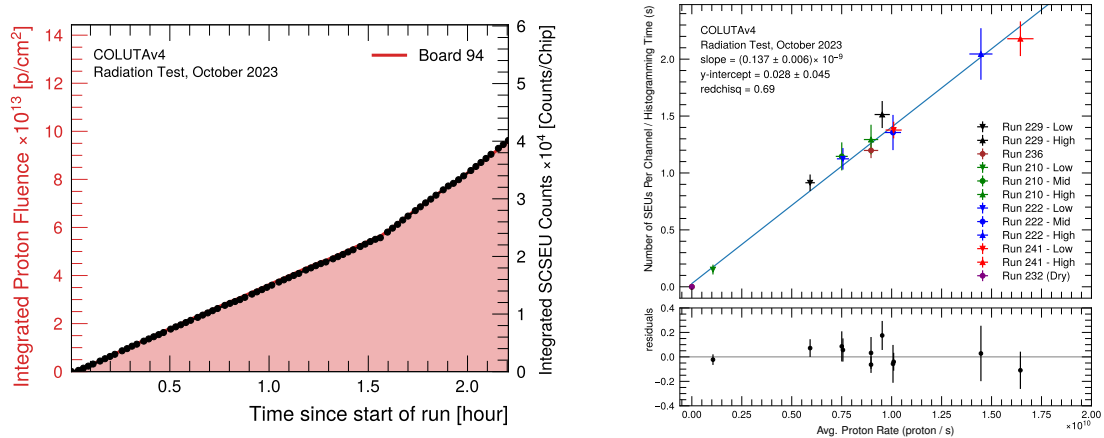 COLUTAv4
Radiation Test, October 2023
Board 94
Integrated Proton Fluence ×10^13 [p/cm²]
14
12
10
8
6
4
2
0
6
5
4
3
2
1
0
Integrated SCSEU Counts ×10^4 [Counts/Chip]
0.5
1.0
1.5
2.0
Time since start of run [hour]
COLUTAv4
Radiation Test, October 2023
slope = (0.137 ± 0.006)× 10^−9
y-intercept = 0.028 ± 0.045
redchisq = 0.69
Number of SEUs Per Channel / Histogramming Time (s)
2.0
1.5
1.0
0.5
0.0
Run 229 - Low
Run 229 - High
Run 236
Run 210 - Low
Run 210 - Mid
Run 210 - High
Run 222 - Low
Run 222 - Mid
Run 222 - High
Run 241 - Low
Run 241 - High
Run 232 (Dry)
residuals
0.4
0.2
0.0
−0.2
−0.4
0.00
0.25
0.50
0.75
1.00
1.25
1.50
1.75
2.00
×10^10
Avg. Proton Rate (proton / s)